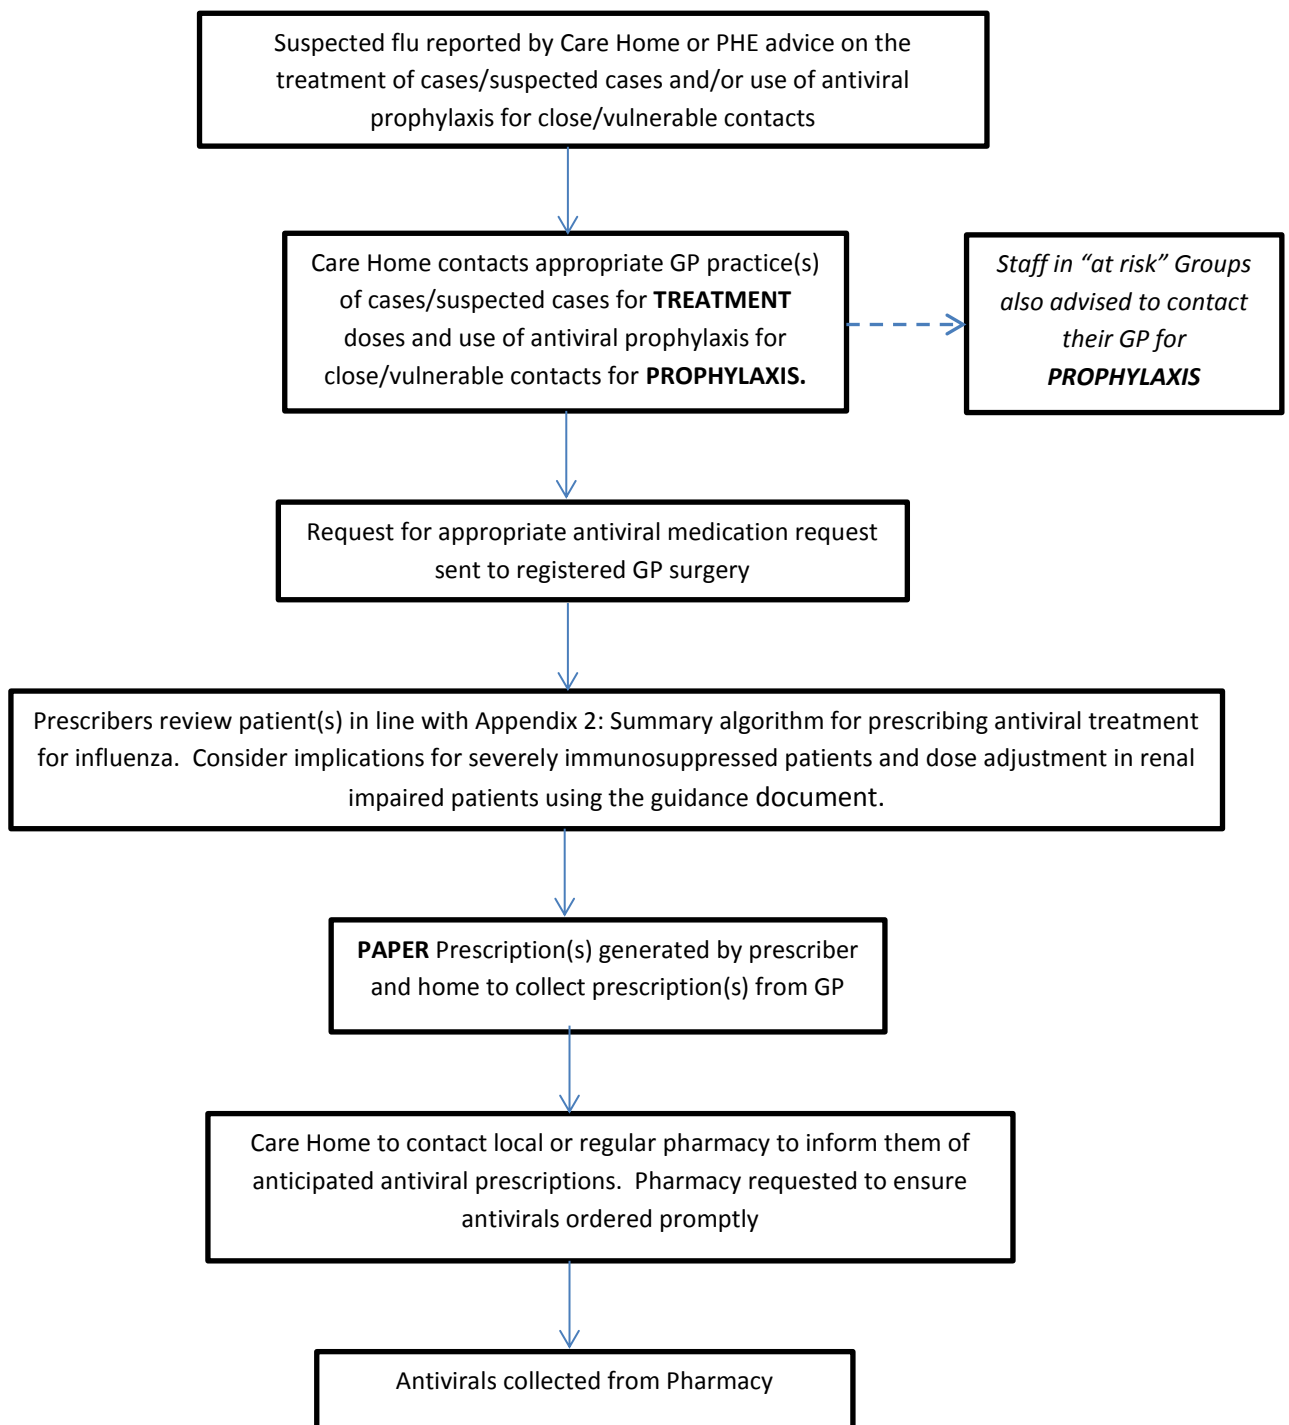 Suspected flu reported by Care Home or PHE advice on the
treatment of cases/suspected cases and/or use of antiviral
prophylaxis for close/vulnerable contacts
Care Home contacts appropriate GP practice(s)
of cases/suspected cases for TREATMENT
doses and use of antiviral prophylaxis for
close/vulnerable contacts for PROPHYLAXIS.
Staff in “at risk” Groups
also advised to contact
their GP for
PROPHYLAXIS
Request for appropriate antiviral medication request
sent to registered GP surgery
Prescribers review patient(s) in line with Appendix 2: Summary algorithm for prescribing antiviral treatment
for influenza.  Consider implications for severely immunosuppressed patients and dose adjustment in renal
impaired patients using the guidance document.
PAPER Prescription(s) generated by prescriber
and home to collect prescription(s) from GP
Care Home to contact local or regular pharmacy to inform them of
anticipated antiviral prescriptions.  Pharmacy requested to ensure
antivirals ordered promptly
Antivirals collected from Pharmacy